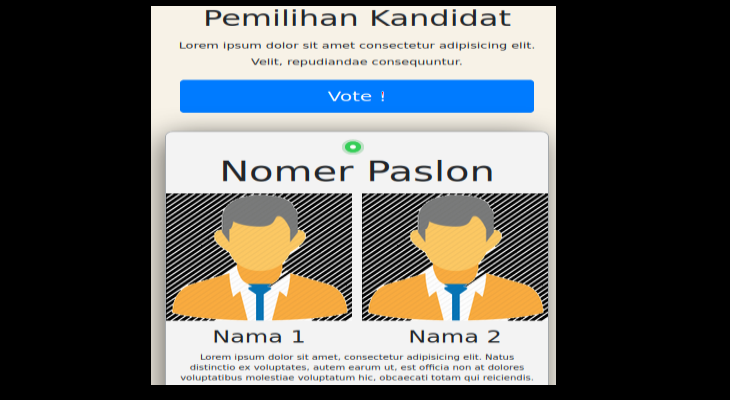 Pemilihan Kandidat
Lorem ipsum dolor sit amet consectetur adipisicing elit.
Velit, repudiandae consequuntur.
Vote !
Nomer Paslon
Nama 1
Nama 2
Lorem ipsum dolor sit amet, consectetur adipisicing elit. Natus
distinctio ex voluptates, autem earum ut, est officia non at dolores
voluptatibus molestiae voluptatum hic, obcaecati totam qui reiciendis.